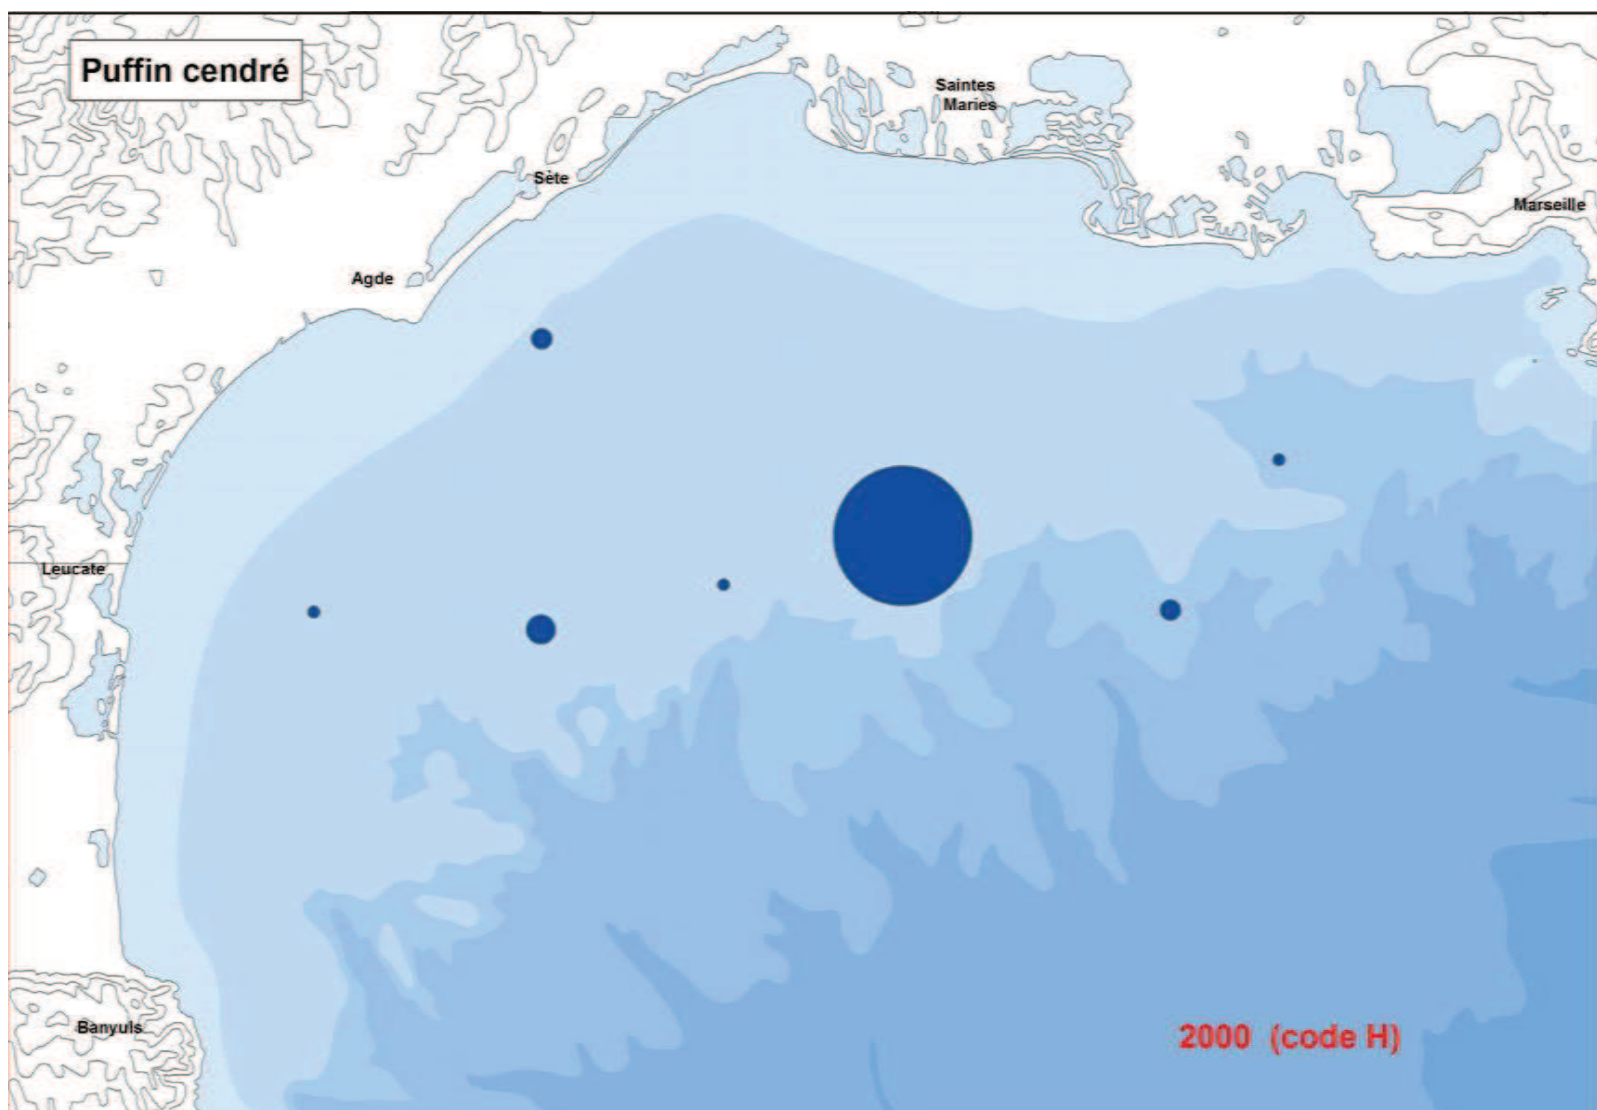 Puffin cendré
Saintes
Maries
Sète
Marseille
Agde
Leucate
Banyuls
2000 (code H)